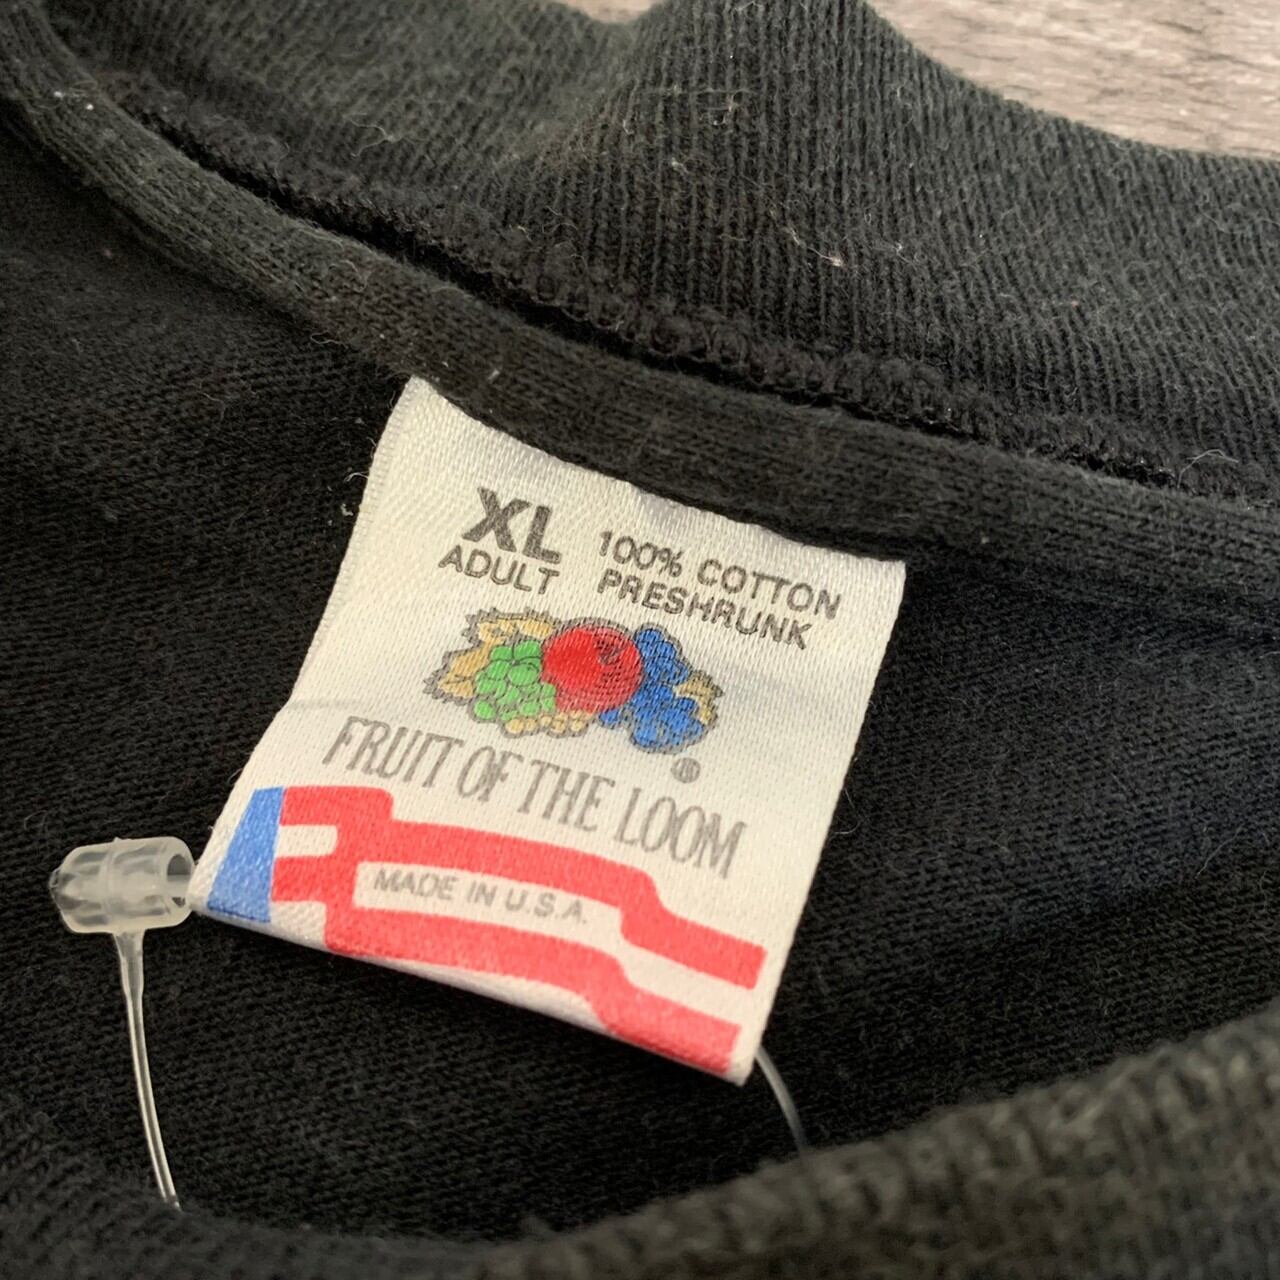 XL
ADULT
100% COTTON
PRESHRUNK
FRUIT OF THE LOOM
®
MADE IN U.S.A.